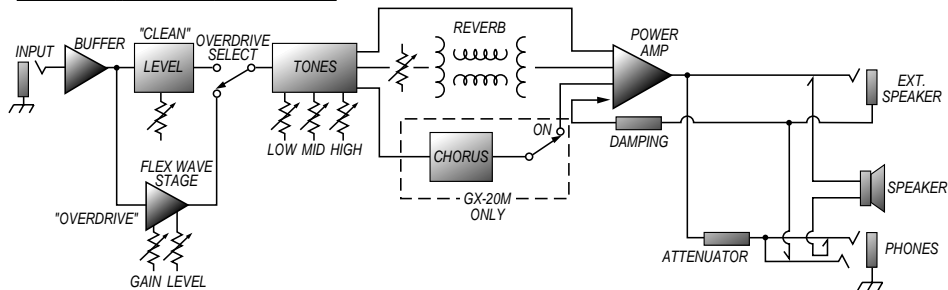 INPUT
BUFFER
"CLEAN"
LEVEL
OVERDRIVE
SELECT
TONES
LOW MID HIGH
REVERB
POWER
AMP
ON
CHORUS
GX-20M
ONLY
DAMPING
EXT.
SPEAKER
SPEAKER
FLEX WAVE
STAGE
"OVERDRIVE"
GAIN LEVEL
ATTENUATOR
PHONES